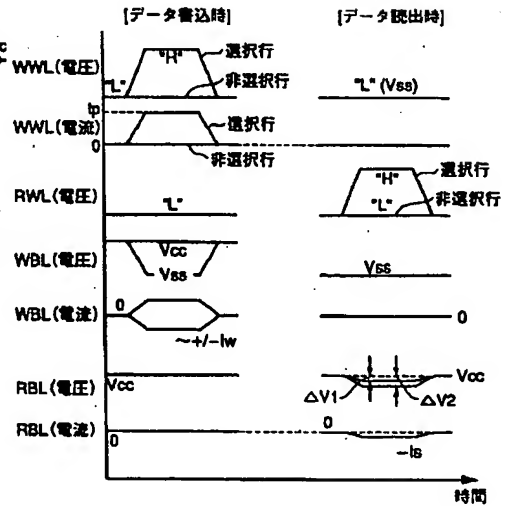 [データ書込時] [データ読出時]
WWL(電圧) "L" "H" 選択行 非選択行 "L" (Vss)
WWL(電流) Ip 0 選択行 非選択行
RWL(電圧) "L" "H" "L" 選択行 非選択行
WBL(電圧) Vcc Vss Vss
WBL(電流) 0 ~+/-Iw 0
RBL(電圧) Vcc △V1 △V2 Vcc
RBL(電流) 0 0 -Is
時間